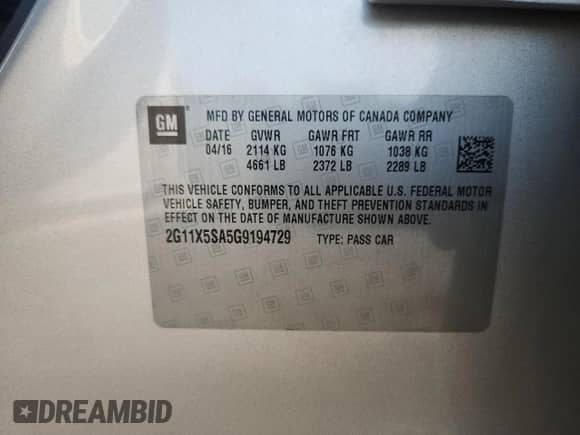 GM
MFD BY GENERAL MOTORS OF CANADA COMPANY
DATE GVWR GAWR FRT GAWR RR
04/16 2114 KG 1076 KG 1038 KG
4661 LB 2372 LB 2289 LB
THIS VEHICLE CONFORMS TO ALL APPLICABLE U.S. FEDERAL MOTOR
VEHICLE SAFETY, BUMPER, AND THEFT PREVENTION STANDARDS IN
EFFECT ON THE DATE OF MANUFACTURE SHOWN ABOVE.
2G11X5SA5G9194729 TYPE: PASS CAR
DREAMBID